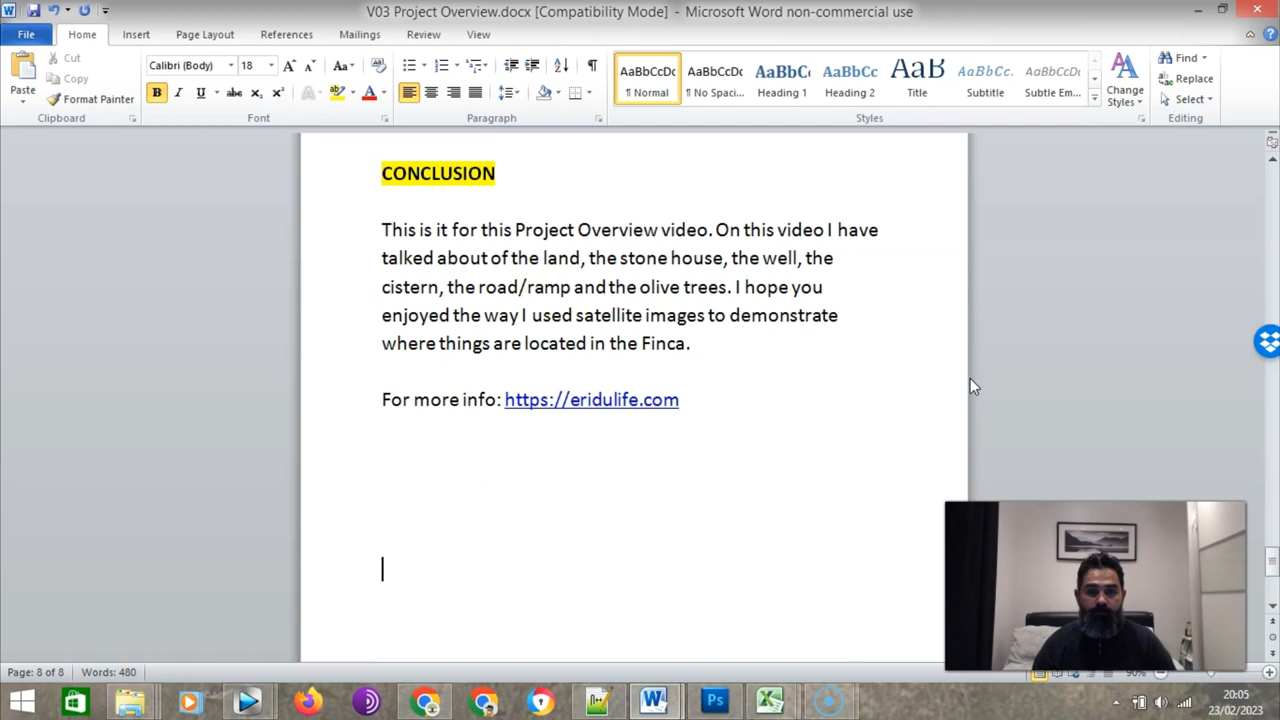 V03 Project Overview.docx [Compatibility Mode] - Microsoft Word non-commercial use
File Home Insert Page Layout References Mailings Review View
Paste
Cut
Copy
Format Painter
Clipboard
Calibri (Body) 18
Font
Paragraph
AaBbCcDc AaBbCcDc AaBbC AaBbCc AaB AaBbCc. AaBbCcDc
¶ Normal ¶ No Spaci... Heading 1 Heading 2 Title Subtitle Subtle Em...
Change
Styles
Styles
Find
Replace
Select
Editing
CONCLUSION
This is it for this Project Overview video. On this video I have
talked about of the land, the stone house, the well, the
cistern, the road/ramp and the olive trees. I hope you
enjoyed the way I used satellite images to demonstrate
where things are located in the Finca.
For more info: https://eridulife.com
Page: 8 of 8 Words: 480
90%
20:05
23/02/2023